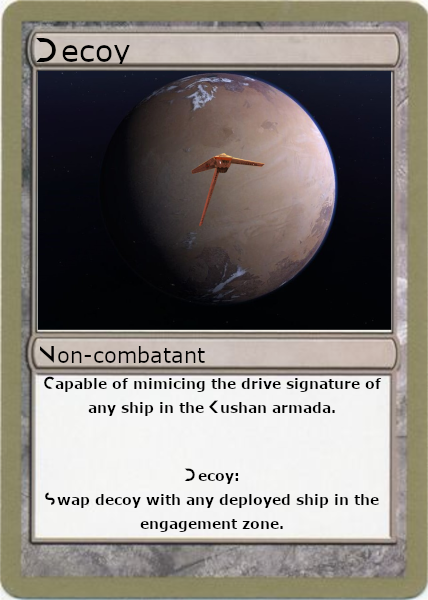 Decoy
Non-combatant
Capable of mimicing the drive signature of
any ship in the Kushan armada.
Decoy:
Swap decoy with any deployed ship in the
engagement zone.